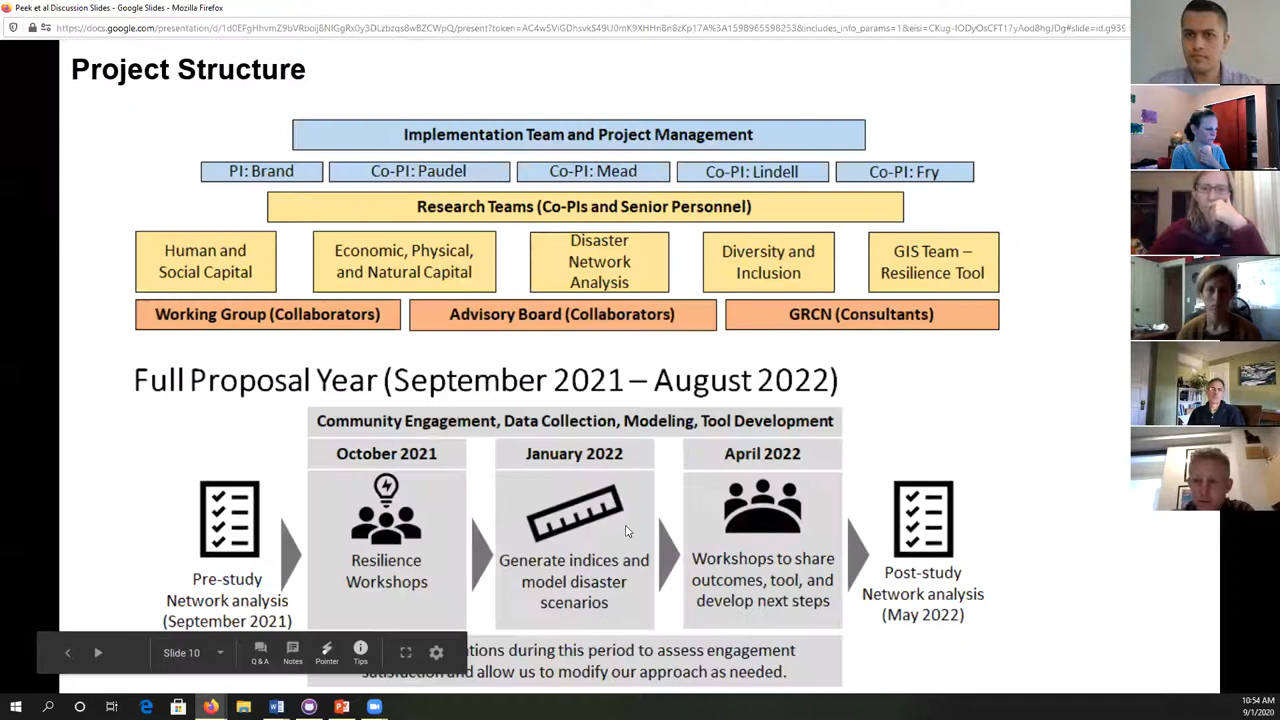 Peek et al Discussion Slides - Google Slides - Mozilla Firefox
Project Structure
Implementation Team and Project Management
PI: Brand
Co-PI: Paudel
Co-PI: Mead
Co-PI: Lindell
Co-PI: Fry
Research Teams (Co-PIs and Senior Personnel)
Human and
Social Capital
Economic, Physical,
and Natural Capital
Disaster
Network
Analysis
Diversity and
Inclusion
GIS Team –
Resilience Tool
Working Group (Collaborators)
Advisory Board (Collaborators)
GRCN (Consultants)
Full Proposal Year (September 2021 – August 2022)
Community Engagement, Data Collection, Modeling, Tool Development
October 2021
January 2022
April 2022
Pre-study
Network analysis
(September 2021)
Resilience
Workshops
Generate indices and
model disaster
scenarios
Workshops to share
outcomes, tool, and
develop next steps
Post-study
Network analysis
(May 2022)
during this period to assess engagement
and allow us to modify our approach as needed.
Slide 10
Q & A
Notes
Pointer
Tips
10:54 AM
9/1/2020